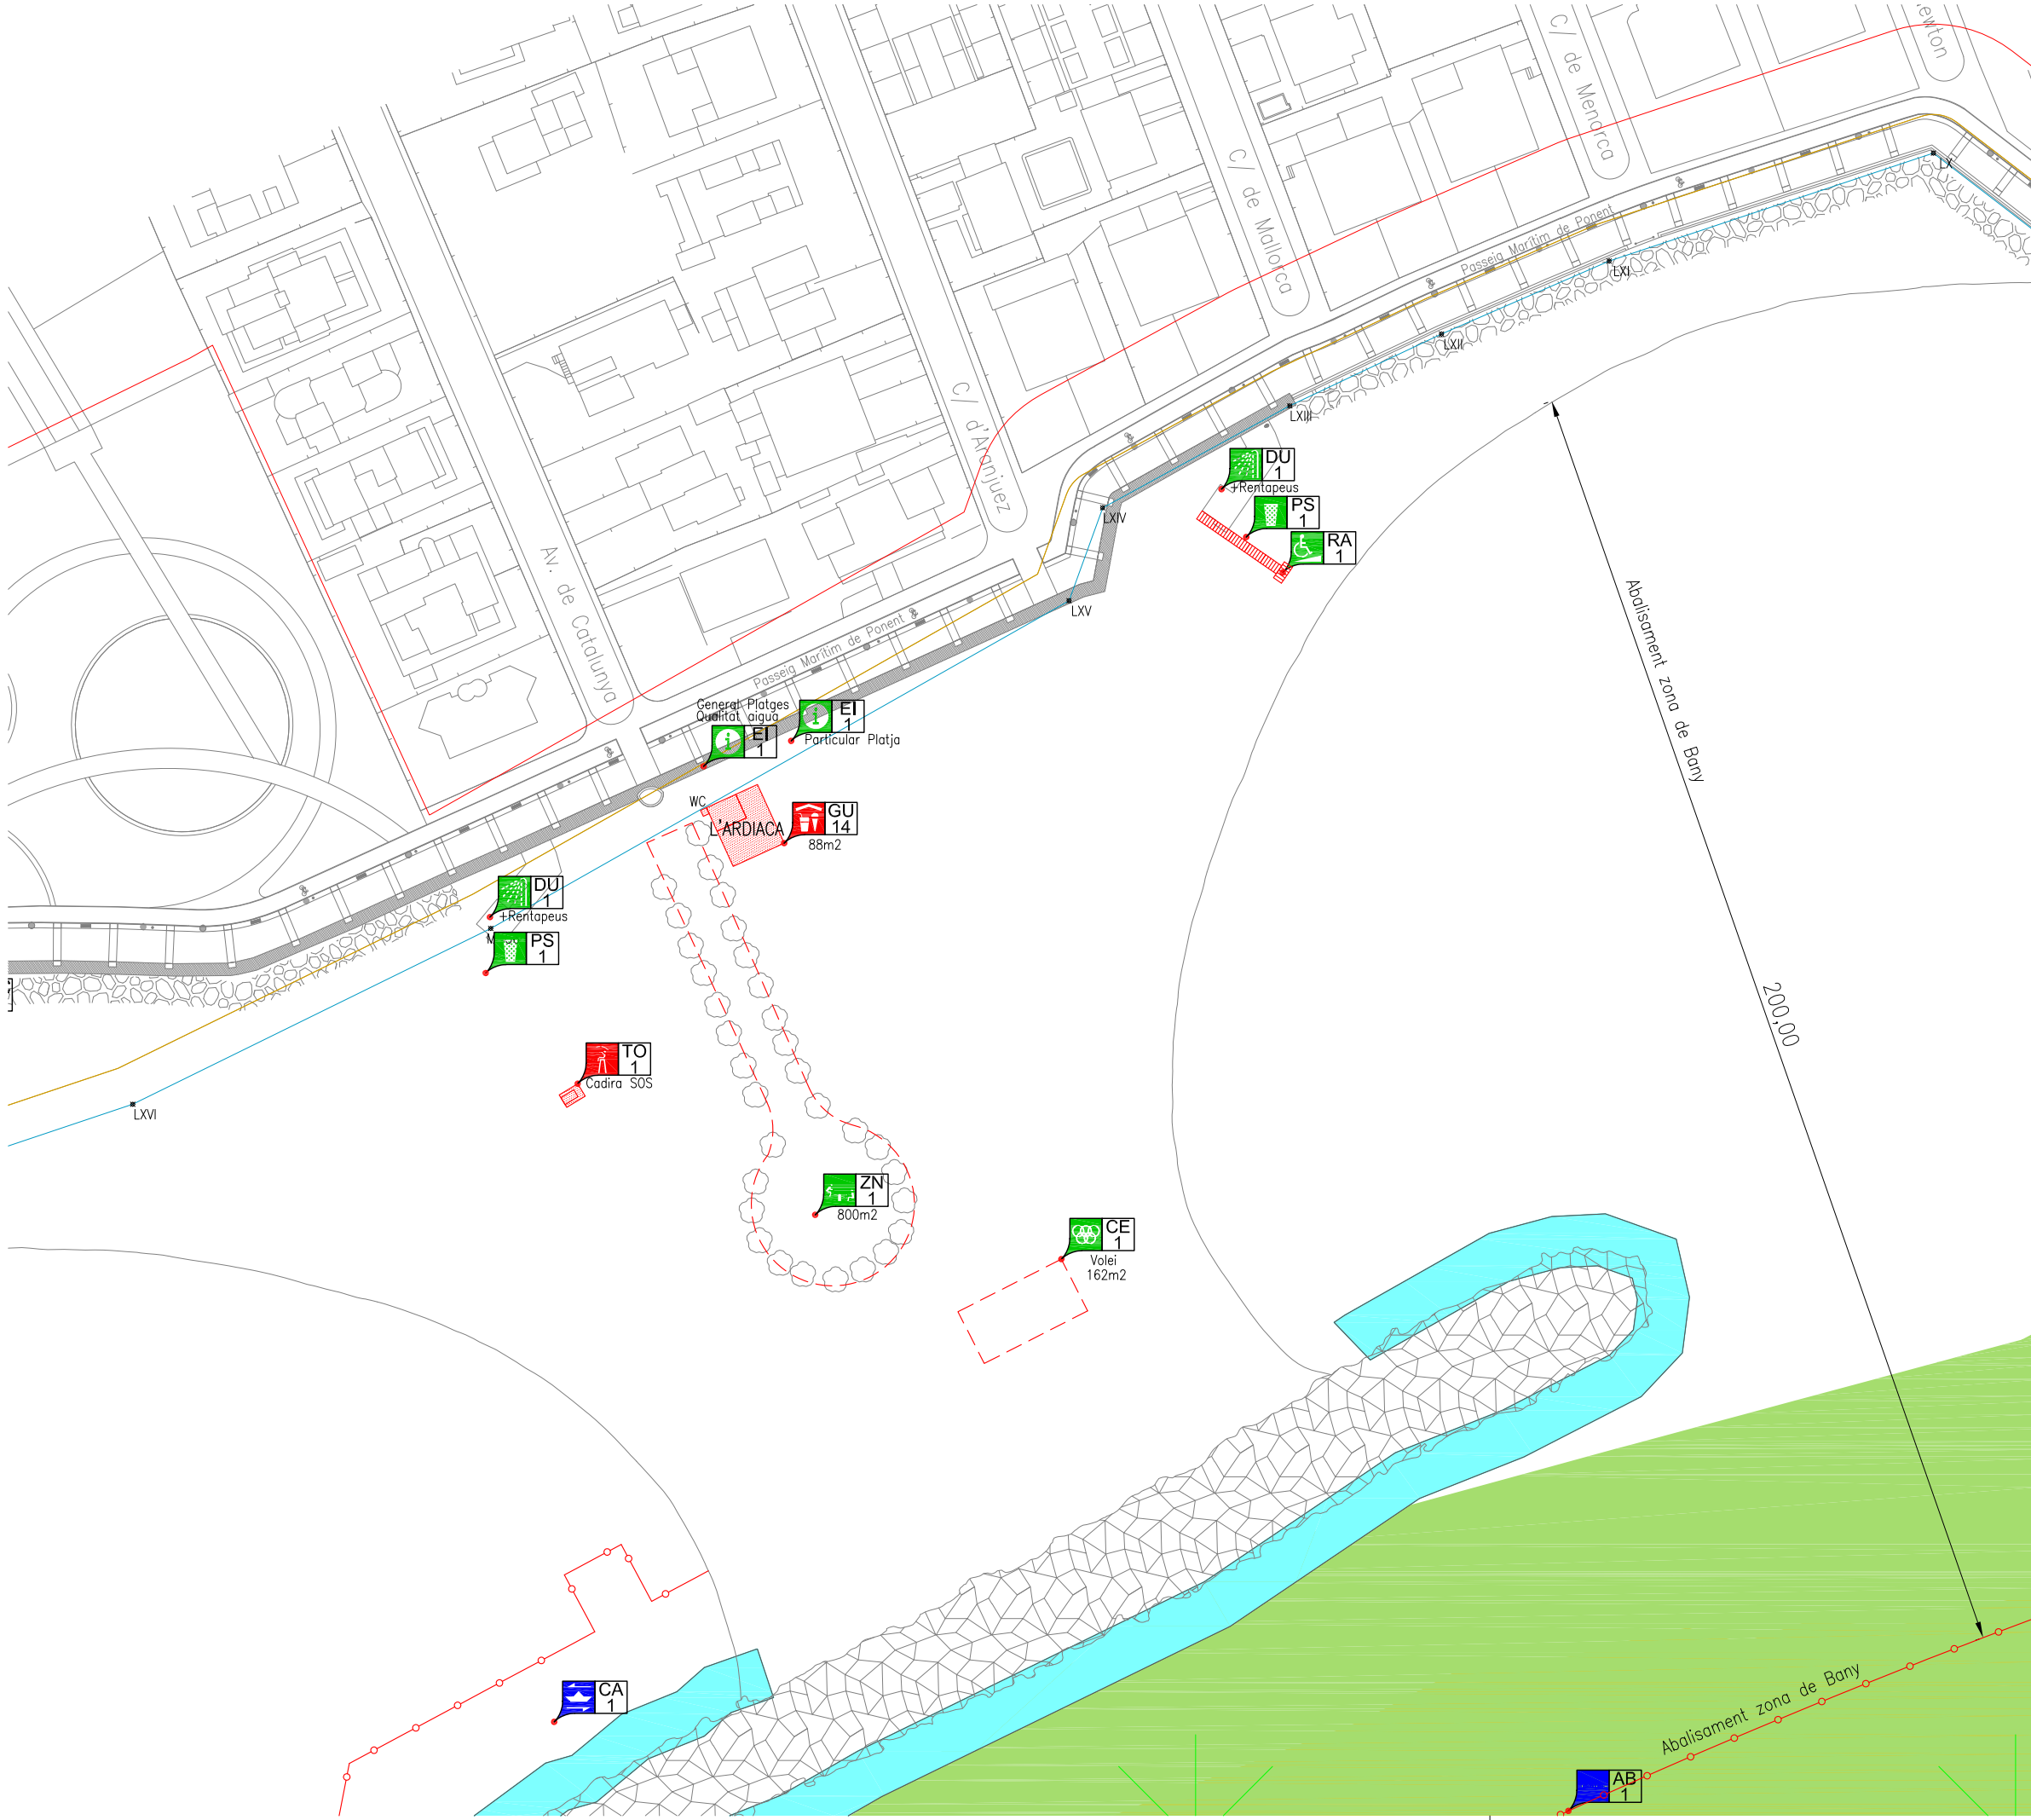 ewton
C/ de Menorca
C/ de Mallorca
LX
Passeig Marítim de Ponent
LXI
LXII
LXIII
C/ d'Aranjuez
DU
1
+Rentapeus
PS
1
LXIV
RA
1
Av. de Catalunya
LXV
Abalisament zona de Bany
Passeig Marítim de Ponent
General Platges
Qualitat aigua
EI
1
EI
1
Particular Platja
WC
L'ARDIACA
GU
14
88m2
DU
1
+Rentapeus
M
PS
1
200,00
TO
1
Cadira SOS
LXVI
ZN
1
800m2
CE
1
Volei
162m2
CA
1
Abalisament zona de Bany
AB
1